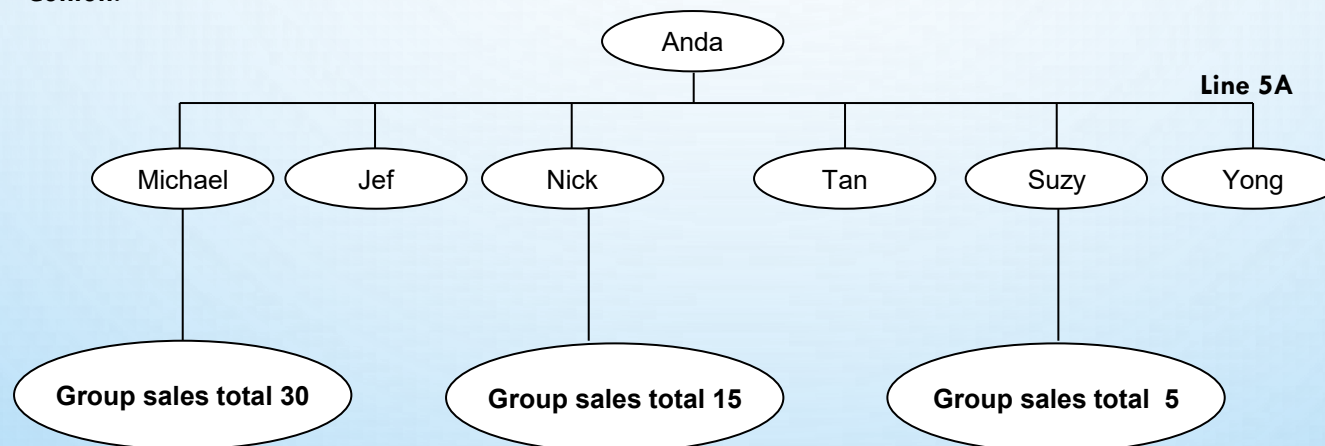 Anda
Line 5A
Michael
Jef
Nick
Tan
Suzy
Yong
Group sales total 30
Group sales total 15
Group sales total 5